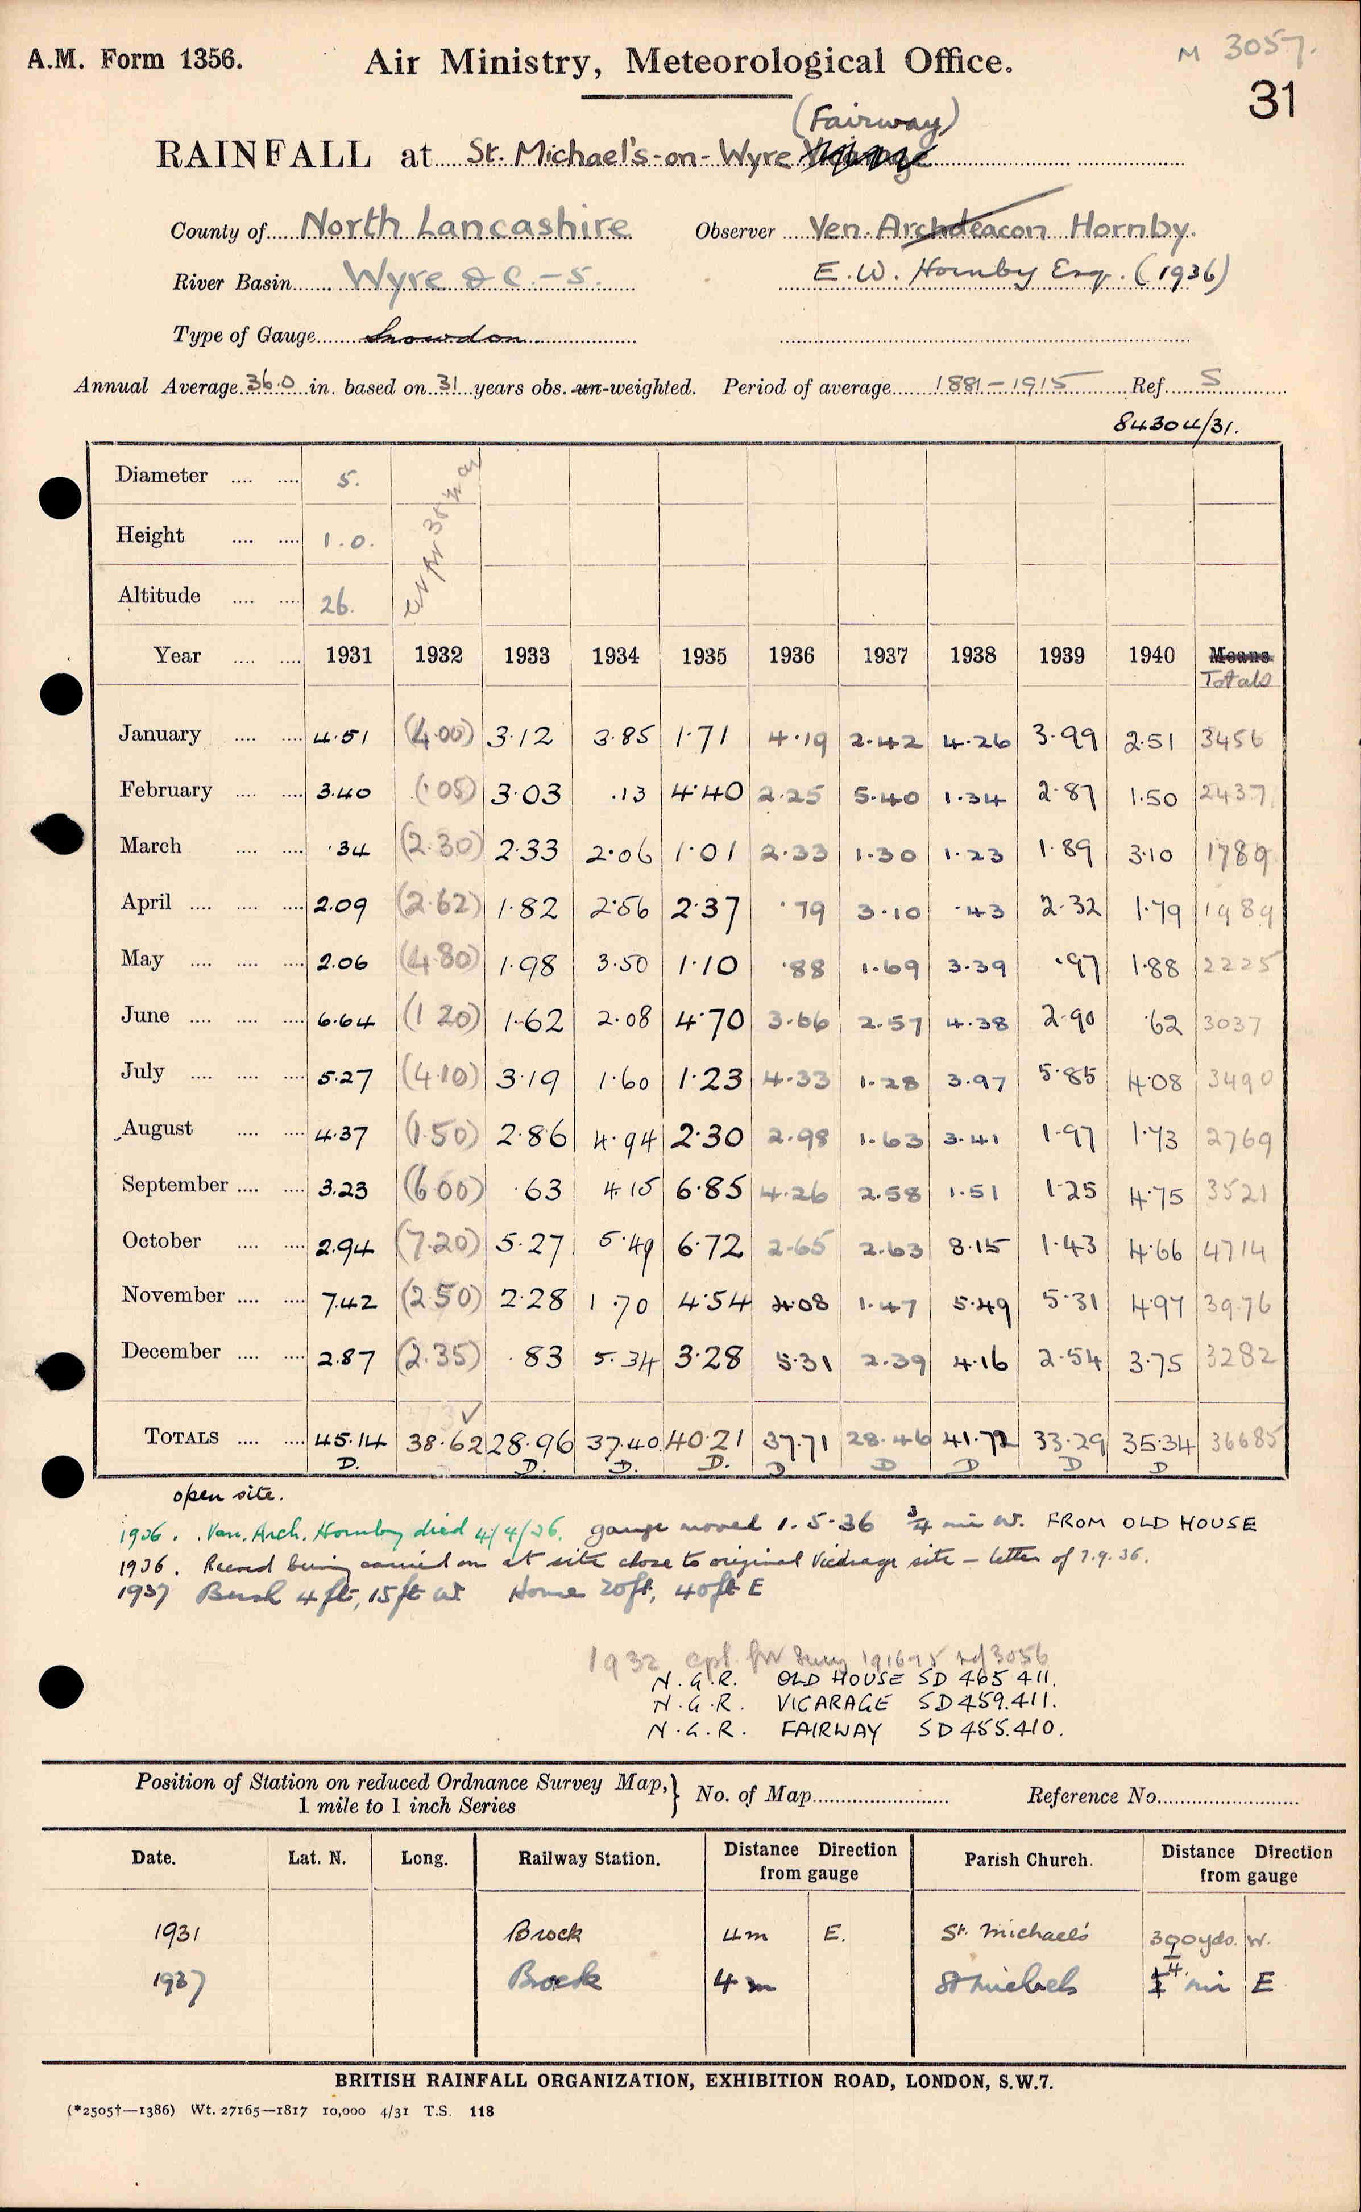 A.M. Form 1356.
Air Ministry, Meteorological Office.
M 3057.
31
(Fairway)
RAINFALL at St. Michael's-on-Wyre
County of North Lancashire Observer Ven. Archdeacon Hornby.
River Basin Wyre &c.-5. E.W. Hornby Esq. (1936)
Type of Gauge Snowdon
Annual Average 36.0 in. based on 31 years obs. un-weighted. Period of average 1881-1915 Ref. S
84304/31.
Diameter .... .... 5.
Height .... .... 1.0.
Altitude .... .... 26.
Year .... .... 1931 1932 1933 1934 1935 1936 1937 1938 1939 1940 Means
Totals
January .... .... 4.51 (4.00) 3.12 3.85 1.71 4.19 2.42 4.26 3.99 2.51 3456
February .... .... 3.40 (.05) 3.03 .13 4.40 2.25 5.40 1.34 2.87 1.50 2437
March .... .... .34 (2.30) 2.33 2.06 1.01 2.33 1.30 1.23 1.89 3.10 1789
April .... .... .... 2.09 (2.62) 1.82 2.56 2.37 .79 3.10 .43 2.32 1.79 1989
May .... .... .... 2.06 (4.80) 1.98 3.50 1.10 .88 1.69 3.39 .97 1.88 2225
June .... .... .... 6.64 (1.20) 1.62 2.08 4.70 3.66 2.57 4.38 2.90 .62 3037
July .... .... .... 5.27 (4.10) 3.19 1.60 1.23 4.33 1.28 3.97 5.85 4.08 3490
August .... .... 4.37 (1.50) 2.86 4.94 2.30 2.98 1.63 3.41 1.97 1.73 2769
September .... .... 3.23 (6.00) .63 4.15 6.85 4.26 2.58 1.51 1.25 4.75 3521
October .... .... 2.94 (7.20) 5.27 5.49 6.72 2.65 2.63 8.15 1.43 4.66 4714
November .... .... 7.42 (2.50) 2.28 1.70 4.54 4.08 1.47 5.49 5.31 4.97 3976
December .... .... 2.87 (2.35) .83 5.34 3.28 5.31 2.39 4.16 2.54 3.75 3282
TOTALS .... .... 45.14 38.62 28.96 37.40 40.21 37.71 28.46 41.72 33.29 35.34 36685
D. D. D. D. D D D D D
open site.
1936. Ven. Arch. Hornby died 4/4/36. gauge moved 1.5.36 3/4 mi W. FROM OLD HOUSE
1936. Record being carried on at site close to original Vicarage site - letter of 7.9.36.
1937 Bush 4 ft, 15 ft W House 20ft, 40ft E
1932 cpl. for 1916-75 3056
N.G.R. OLD HOUSE SD 465 411.
N.G.R. VICARAGE SD 459.411.
N.G.R. FAIRWAY SD 455.410.
Position of Station on reduced Ordnance Survey Map,} No. of Map Reference No.
1 mile to 1 inch Series
Date. Lat. N. Long. Railway Station. Distance Direction from gauge Parish Church. Distance Direction from gauge
1931 Brock 4m E. St. Michael's 390yds. W.
1937 Brock 4 m St Michaels 1/4 mi E
BRITISH RAINFALL ORGANIZATION, EXHIBITION ROAD, LONDON, S.W.7.
(*2505†—1386) Wt. 27165—1817 10,000 4/31 T.S. 118